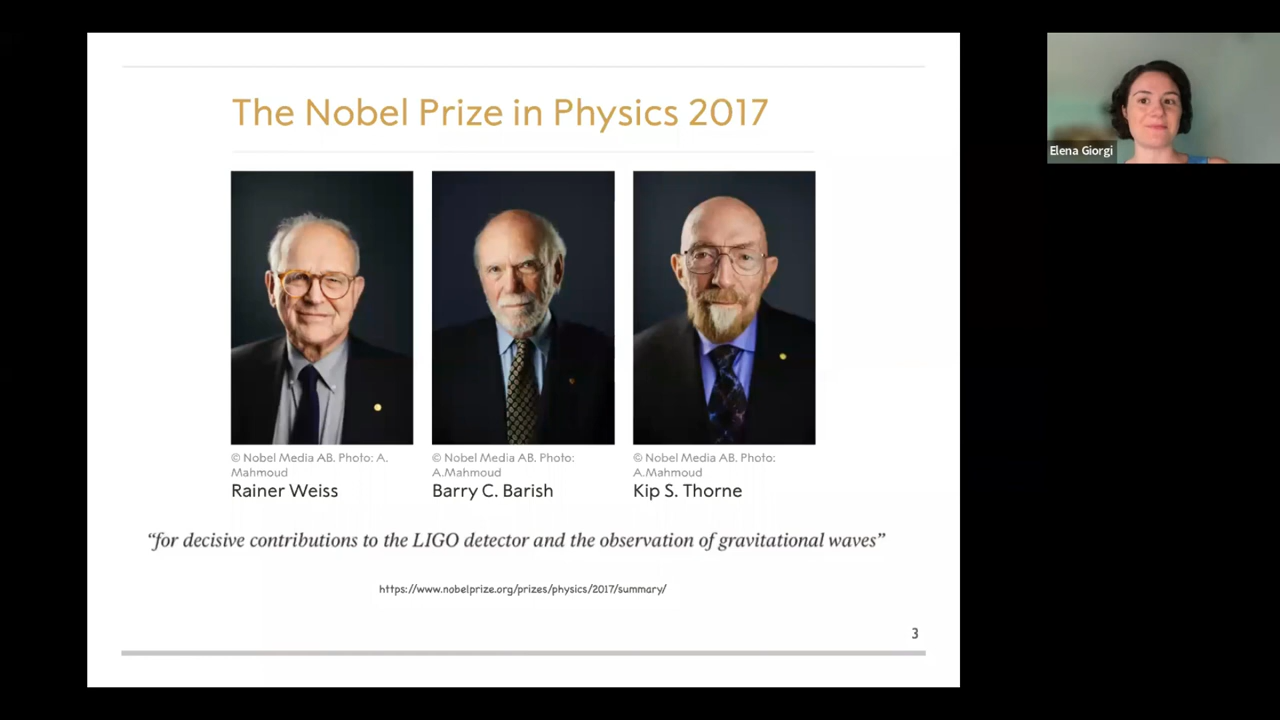 The Nobel Prize in Physics 2017
Elena Giorgi
© Nobel Media AB. Photo: A.
Mahmoud
Rainer Weiss
© Nobel Media AB. Photo:
A.Mahmoud
Barry C. Barish
© Nobel Media AB. Photo:
A.Mahmoud
Kip S. Thorne
“for decisive contributions to the LIGO detector and the observation of gravitational waves”
https://www.nobelprize.org/prizes/physics/2017/summary/
3